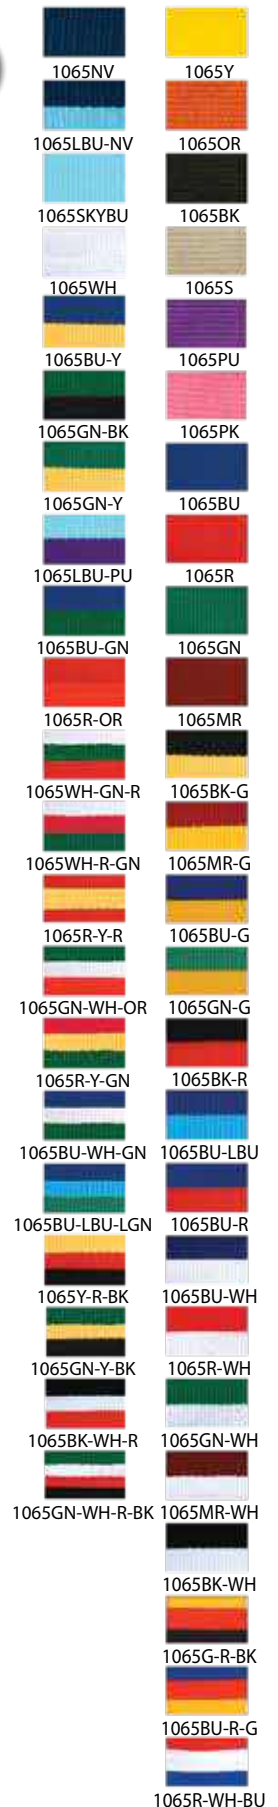 1065NV 1065Y
1065LBU-NV 1065OR
1065SKYBU 1065BK
1065WH 1065S
1065BU-Y 1065PU
1065GN-BK 1065PK
1065GN-Y 1065BU
1065LBU-PU 1065R
1065BU-GN 1065GN
1065R-OR 1065MR
1065WH-GN-R 1065BK-G
1065WH-R-GN 1065MR-G
1065R-Y-R 1065BU-G
1065GN-WH-OR 1065GN-G
1065R-Y-GN 1065BK-R
1065BU-WH-GN 1065BU-LBU
1065BU-LBU-LGN 1065BU-R
1065Y-R-BK 1065BU-WH
1065GN-Y-BK 1065R-WH
1065BK-WH-R 1065GN-WH
1065GN-WH-R-BK 1065MR-WH
1065BK-WH
1065G-R-BK
1065BU-R-G
1065R-WH-BU